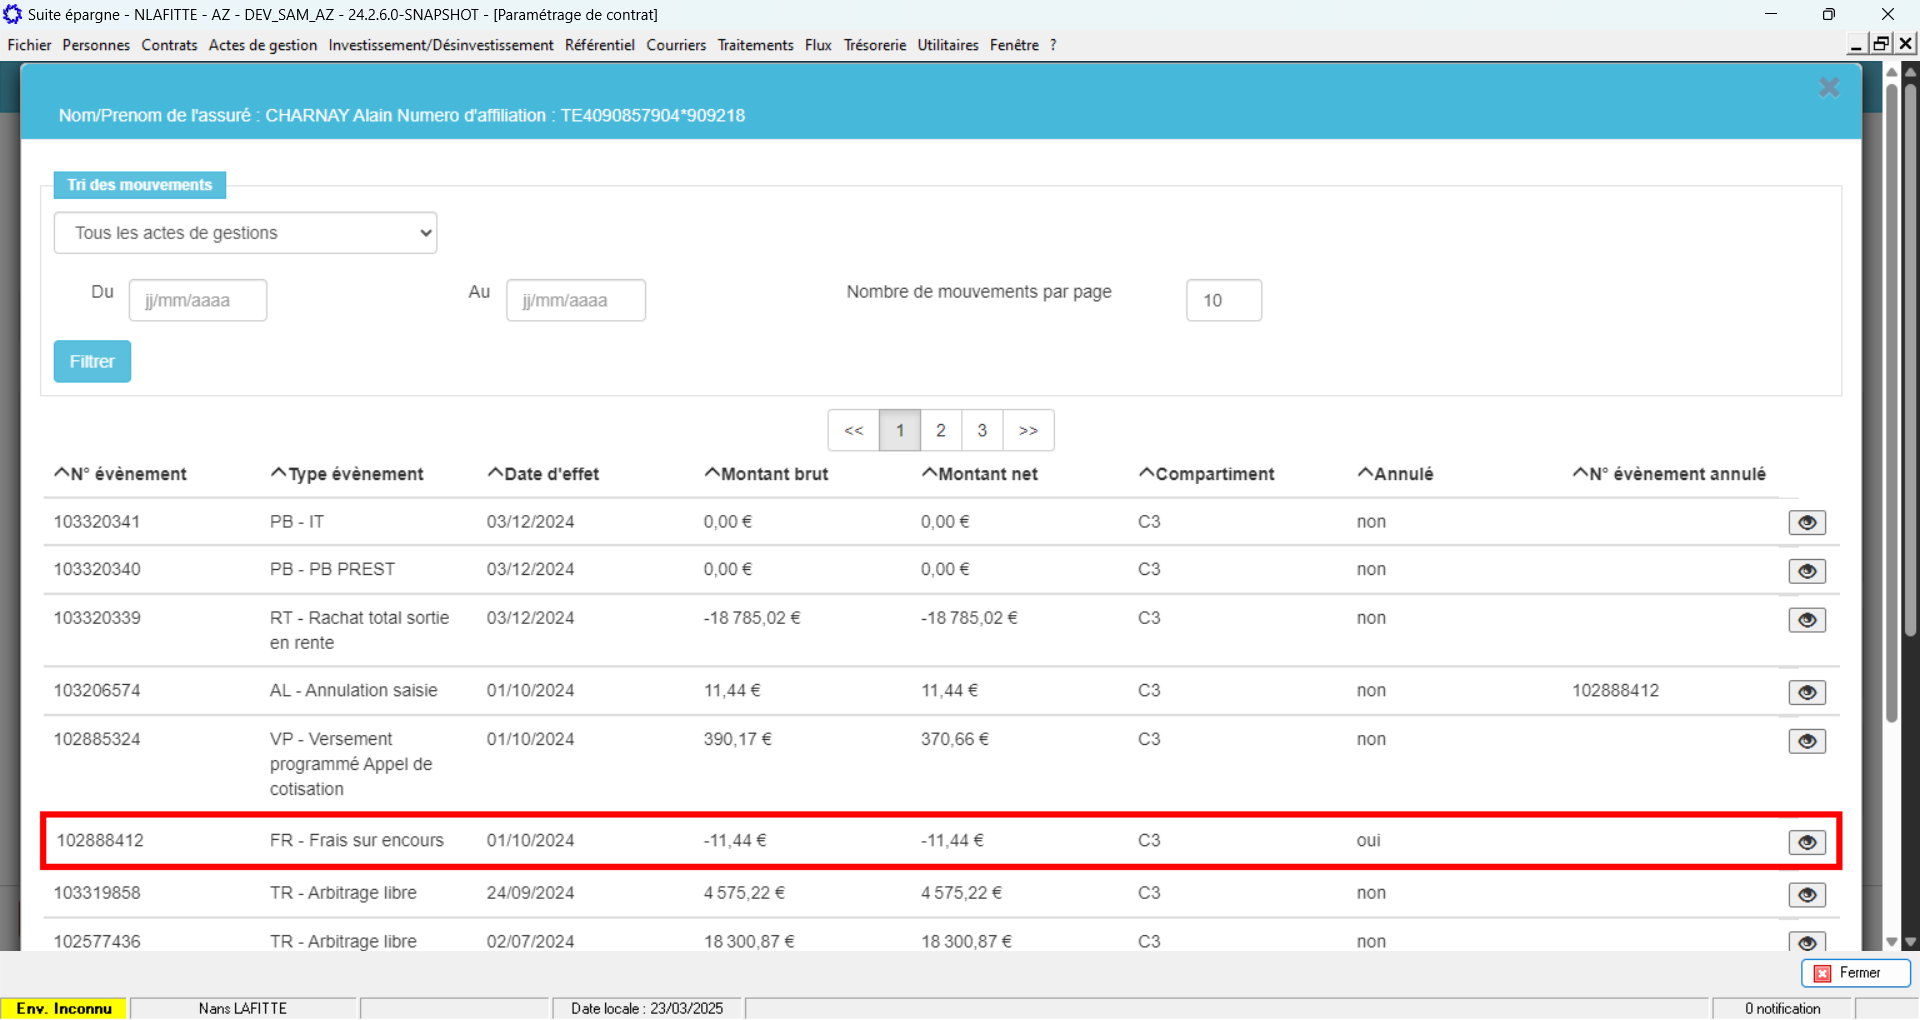 Suite épargne - NLAFITTE - AZ - DEV_SAM_AZ - 24.2.6.0-SNAPSHOT - [Paramétrage de contrat]
Fichier Personnes Contrats Actes de gestion Investissement/Désinvestissement Référentiel Courriers Traitements Flux Trésorerie Utilitaires Fenêtre ?
Nom/Prenom de l'assuré : CHARNAY Alain Numero d'affiliation : TE4090857904*909218
Tri des mouvements
Tous les actes de gestions
Du jj/mm/aaaa Au jj/mm/aaaa Nombre de mouvements par page 10
Filtrer
<< 1 2 3 >>
N° évènement Type évènement Date d'effet Montant brut Montant net Compartiment Annulé N° évènement annulé
103320341 PB - IT 03/12/2024 0,00 € 0,00 € C3 non
103320340 PB - PB PREST 03/12/2024 0,00 € 0,00 € C3 non
103320339 RT - Rachat total sortie 03/12/2024 -18 785,02 € -18 785,02 € C3 non
en rente
103206574 AL - Annulation saisie 01/10/2024 11,44 € 11,44 € C3 non 102888412
102885324 VP - Versement 01/10/2024 390,17 € 370,66 € C3 non
programmé Appel de
cotisation
102888412 FR - Frais sur encours 01/10/2024 -11,44 € -11,44 € C3 oui
103319858 TR - Arbitrage libre 24/09/2024 4 575,22 € 4 575,22 € C3 non
102577436 TR - Arbitrage libre 02/07/2024 18 300,87 € 18 300,87 € C3 non
Fermer
Env. Inconnu Nans LAFITTE Date locale : 23/03/2025 0 notification